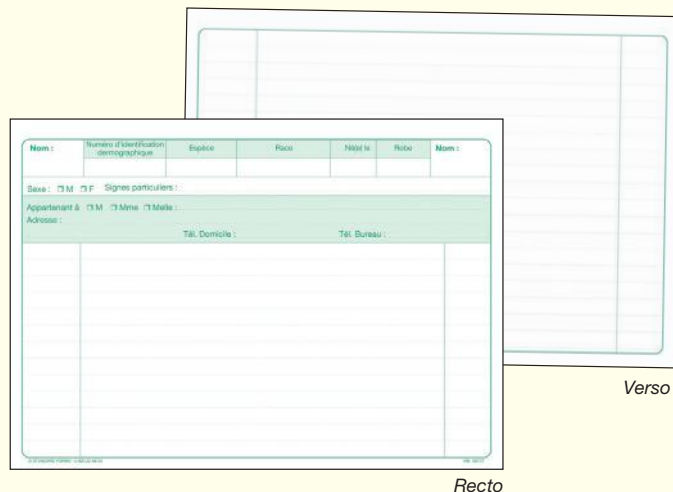 Verso
Nom :
Numéro d'identification
dermographique
Espèce
Race
Né(e) le
Robe
Nom :
Sexe : ❒ M ❒ F Signes particuliers :
Appartenant à ❒ M ❒ Mme ❒ Melle :
Adresse :
Tél. Domicile :
Tél. Bureau :
Recto